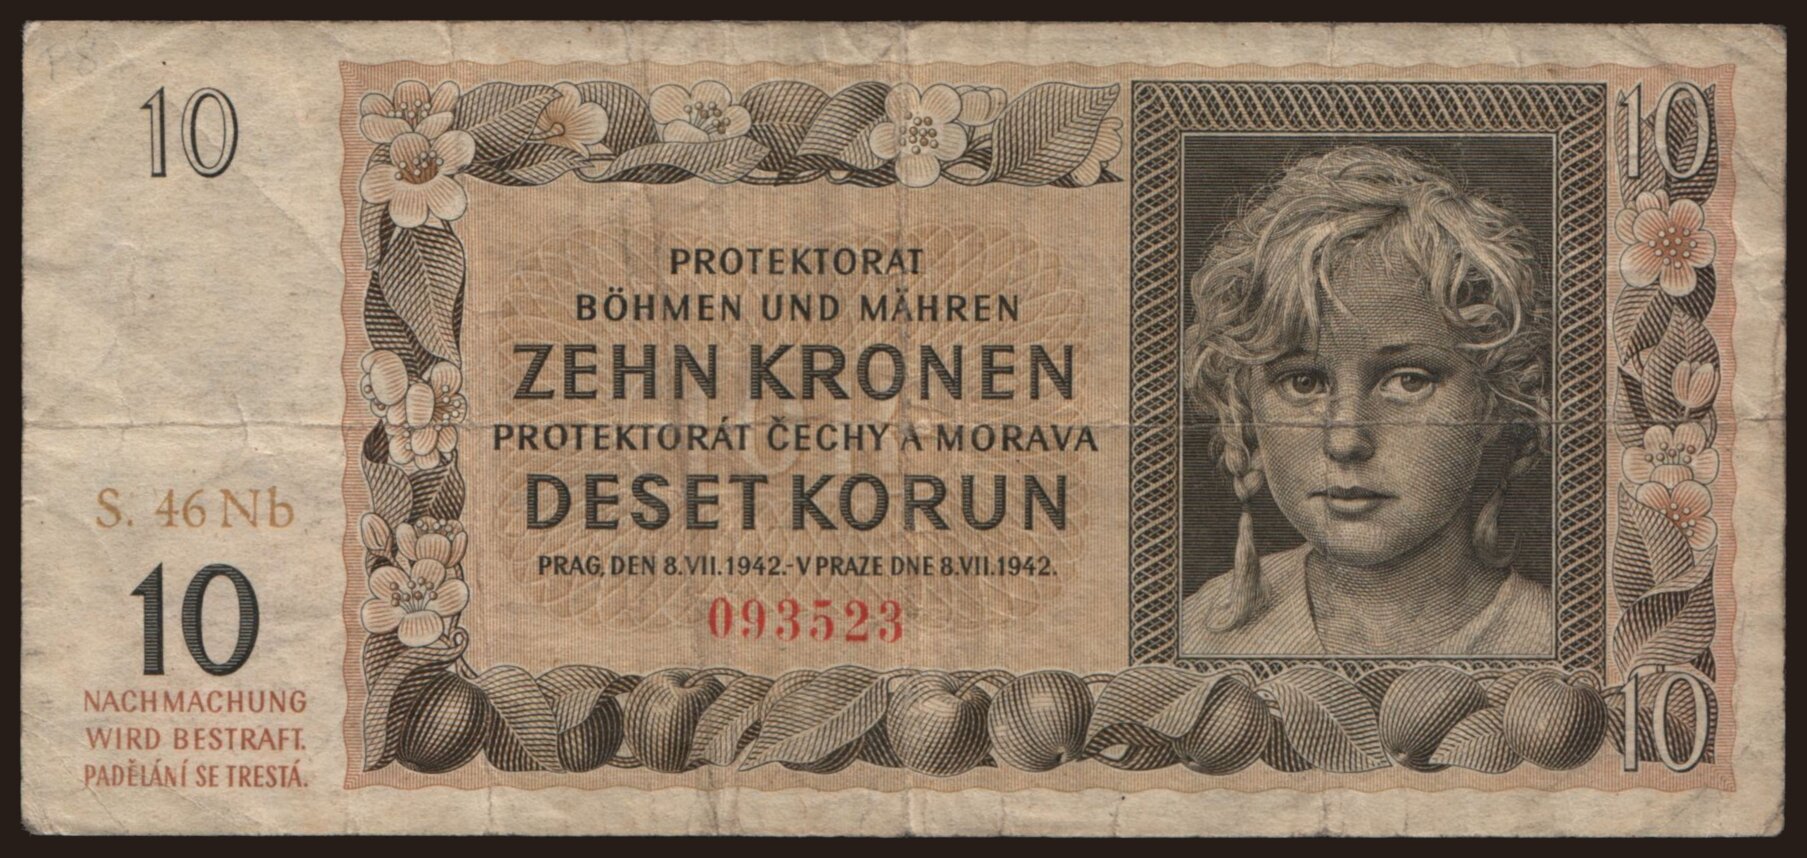 10
10
PROTEKTORAT
BÖHMEN UND MÄHREN
ZEHN KRONEN
PROTEKTORÁT ČECHY A MORAVA
DESET KORUN
PRAG, DEN 8.VII.1942.-V PRAZE DNE 8.VII.1942.
093523
S. 46 Nb
10
NACHMACHUNG
WIRD BESTRAFT.
PADĚLÁNÍ SE TRESTÁ.
10